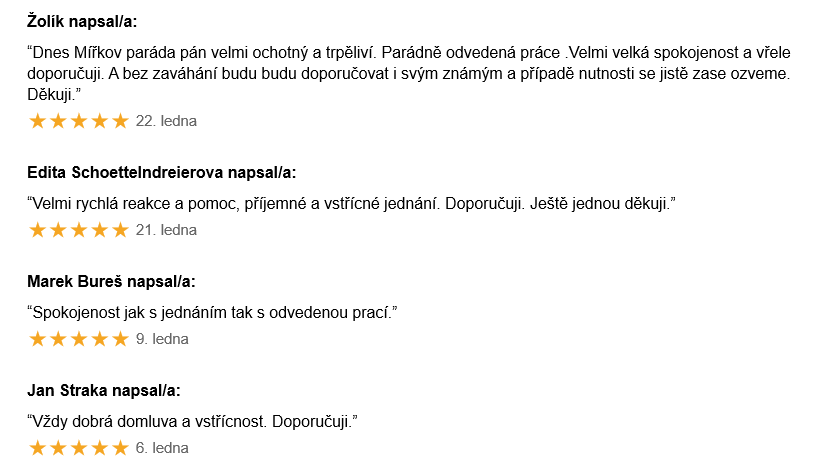 Žolík napsal/a:
“Dnes Mířkov paráda pán velmi ochotný a trpěliví. Parádně odvedená práce .Velmi velká spokojenost a vřele
doporučuji. A bez zaváhání budu budu doporučovat i svým známým a případě nutnosti se jistě zase ozveme.
Děkuji.”
22. ledna
Edita Schoettelndreierova napsal/a:
“Velmi rychlá reakce a pomoc, příjemné a vstřícné jednání. Doporučuji. Ještě jednou děkuji.”
21. ledna
Marek Bureš napsal/a:
“Spokojenost jak s jednáním tak s odvedenou prací.”
9. ledna
Jan Straka napsal/a:
“Vždy dobrá domluva a vstřícnost. Doporučuji.”
6. ledna